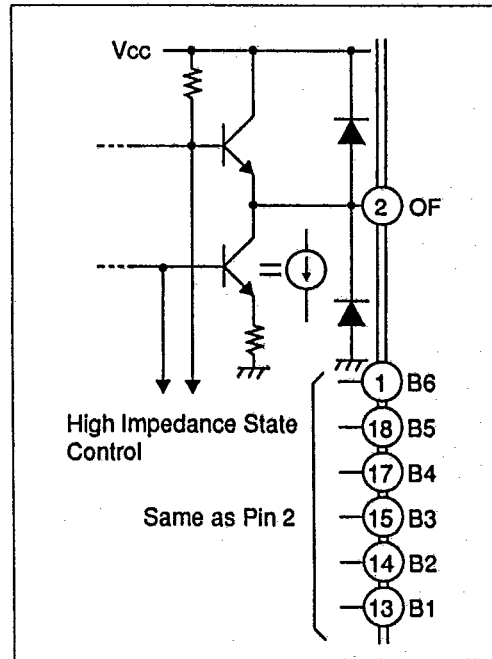 Vcc
2 OF
High Impedance State
Control
1 B6
18 B5
17 B4
Same as Pin 2
15 B3
14 B2
13 B1